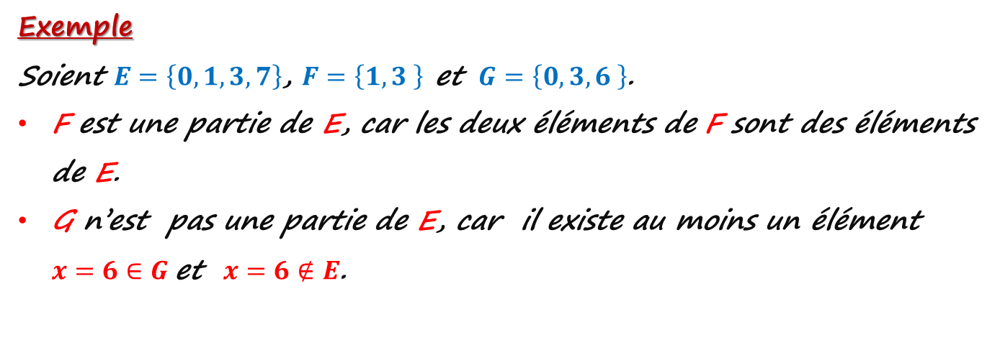 Exemple
Soient E = {0, 1, 3, 7}, F = {1, 3 } et G = {0, 3, 6 }.
• F est une partie de E, car les deux éléments de F sont des éléments
de E.
• G n’est pas une partie de E, car il existe au moins un élément
x = 6 ∈ G et x = 6 ∉ E.